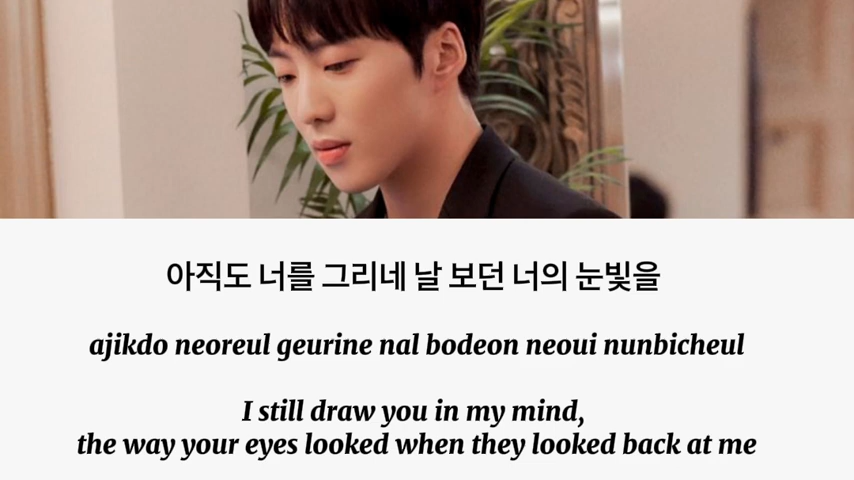 아직도 너를 그리네 날 보던 너의 눈빛을
ajikdo neoreul geurine nal bodeon neoui nunbicheul
I still draw you in my mind,
the way your eyes looked when they looked back at me